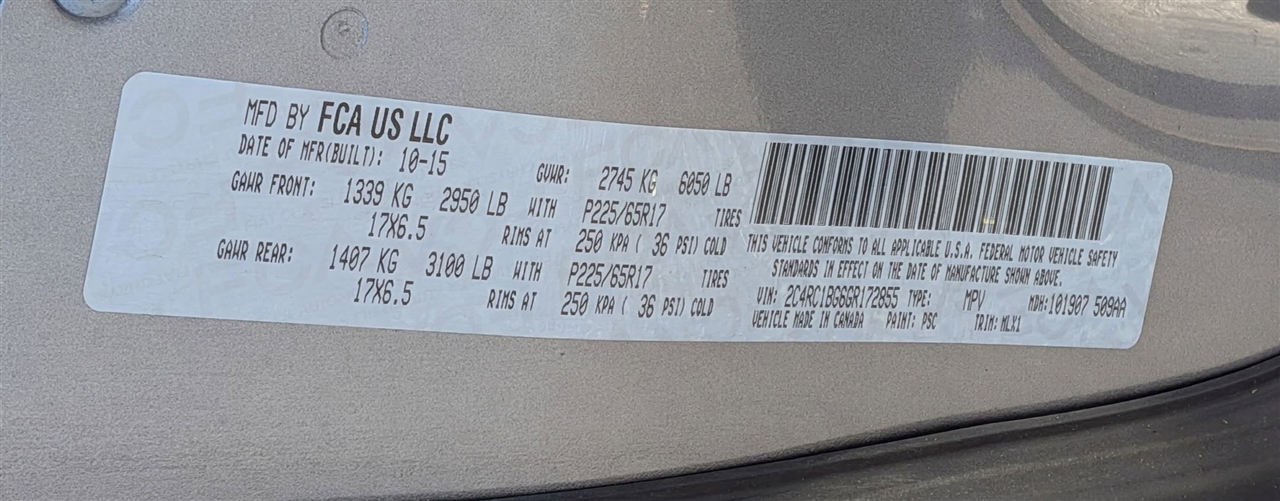 MFD BY FCA US LLC
DATE OF MFR(BUILT): 10-15 GVWR: 2745 KG 6050 LB
GAWR FRONT: 1339 KG 2950 LB WITH P225/65R17 TIRES
17X6.5 RIMS AT 250 KPA ( 36 PSI) COLD
GAWR REAR: 1407 KG 3100 LB WITH P225/65R17 TIRES
17X6.5 RIMS AT 250 KPA ( 36 PSI) COLD
THIS VEHICLE CONFORMS TO ALL APPLICABLE U.S.A. FEDERAL MOTOR VEHICLE SAFETY
STANDARDS IN EFFECT ON THE DATE OF MANUFACTURE SHOWN ABOVE.
VIN: 2C4RC1BG6GR172855 TYPE: MPV MDH:101907 509AA
VEHICLE MADE IN CANADA PAINT: PSC TRIM: MLX1